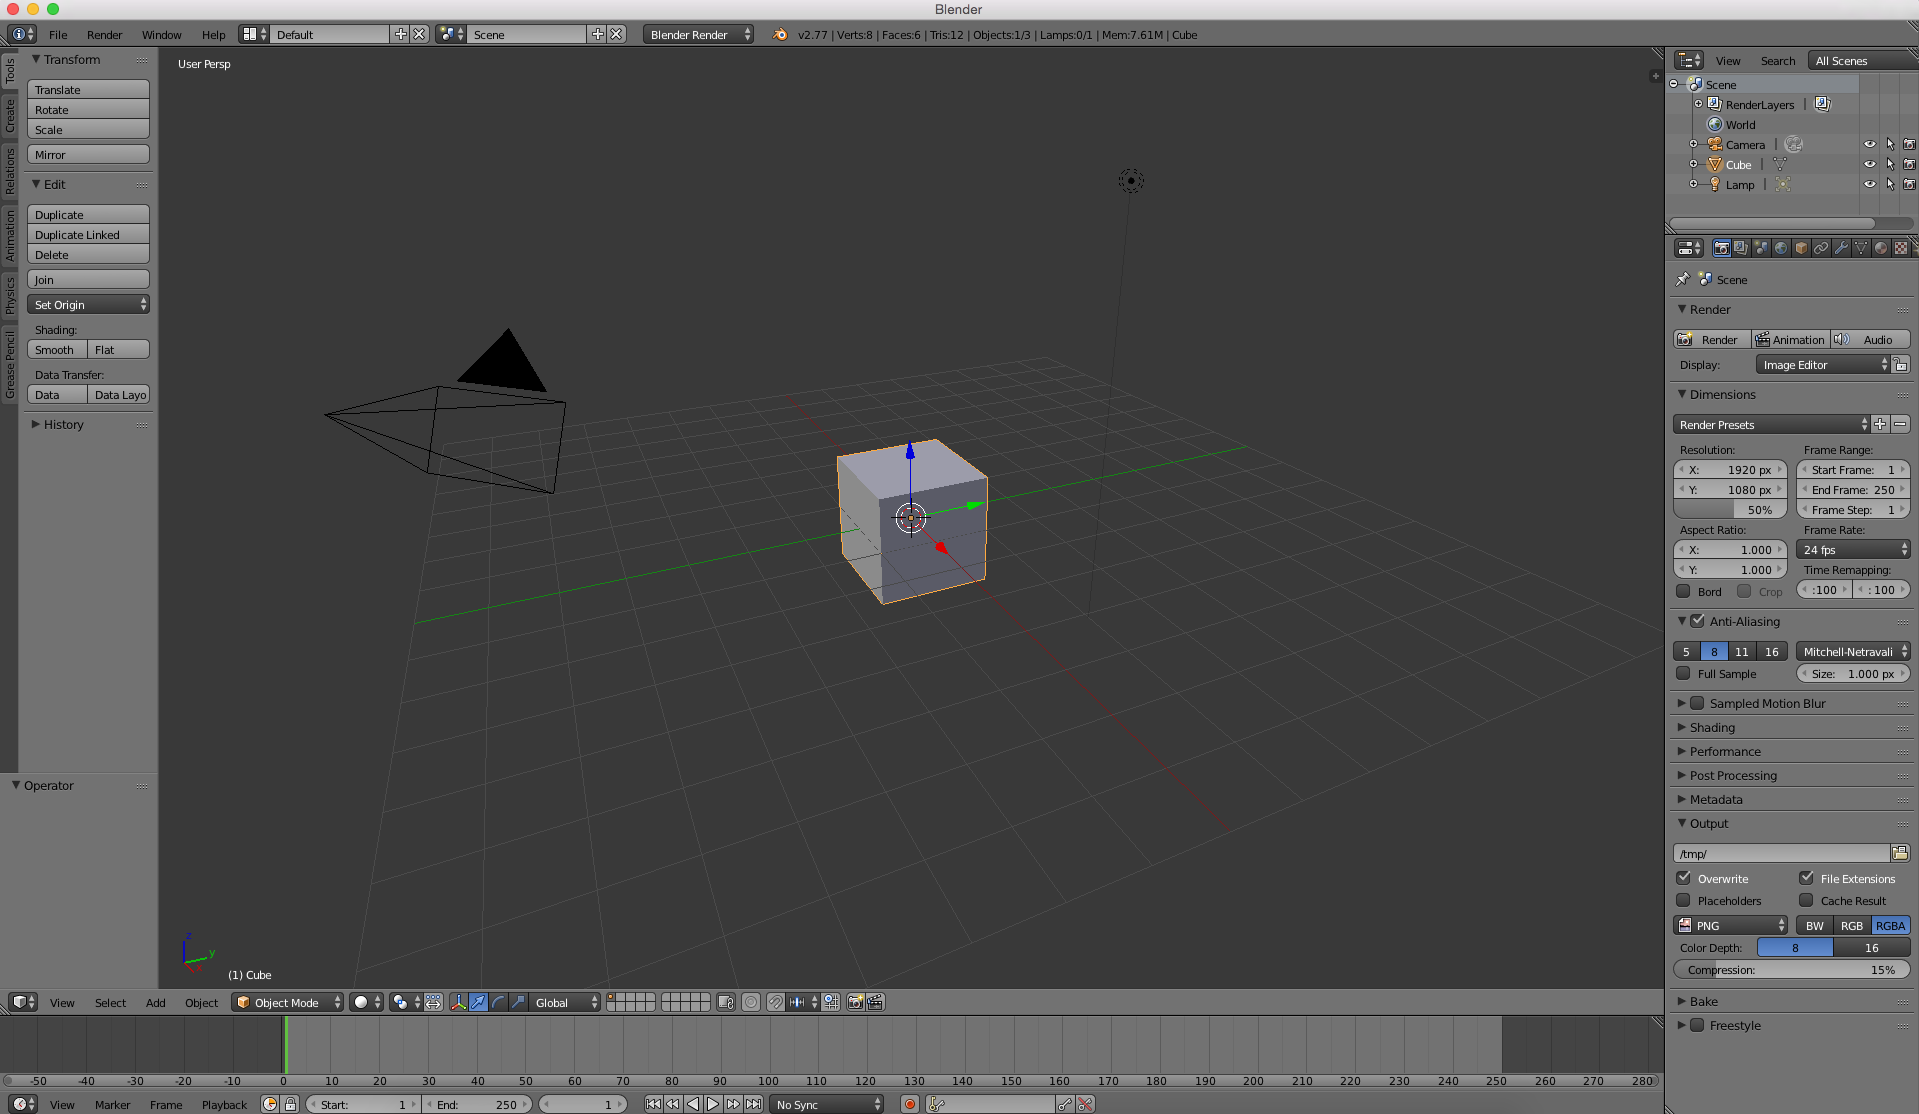 Blender
File Render Window Help Default Scene Blender Render v2.77 | Verts:8 | Faces:6 | Tris:12 | Objects:1/3 | Lamps:0/1 | Mem:7.61M | Cube
Tools
Create
Relations
Animation
Physics
Grease Pencil
Transform
Translate
Rotate
Scale
Mirror
Edit
Duplicate
Duplicate Linked
Delete
Join
Set Origin
Shading:
Smooth Flat
Data Transfer:
Data Data Layo
History
Operator
User Persp
z
y
x
(1) Cube
View Select Add Object Object Mode Global
-50 -40 -30 -20 -10 0 10 20 30 40 50 60 70 80 90 100 110 120 130 140 150 160 170 180 190 200 210 220 230 240 250 260 270 280
View Marker Frame Playback Start: 1 End: 250 1 No Sync
View Search All Scenes
Scene
RenderLayers |
World
Camera |
Cube |
Lamp |
Scene
Render
Render Animation Audio
Display: Image Editor
Dimensions
Render Presets
Resolution: Frame Range:
X: 1920 px Start Frame: 1
Y: 1080 px End Frame: 250
50% Frame Step: 1
Aspect Ratio: Frame Rate:
X: 1.000 24 fps
Y: 1.000 Time Remapping:
Bord Crop :100 : 100
Anti-Aliasing
5 8 11 16 Mitchell-Netravali
Full Sample Size: 1.000 px
Sampled Motion Blur
Shading
Performance
Post Processing
Metadata
Output
/tmp/
Overwrite File Extensions
Placeholders Cache Result
PNG BW RGB RGBA
Color Depth: 8 16
Compression: 15%
Bake
Freestyle